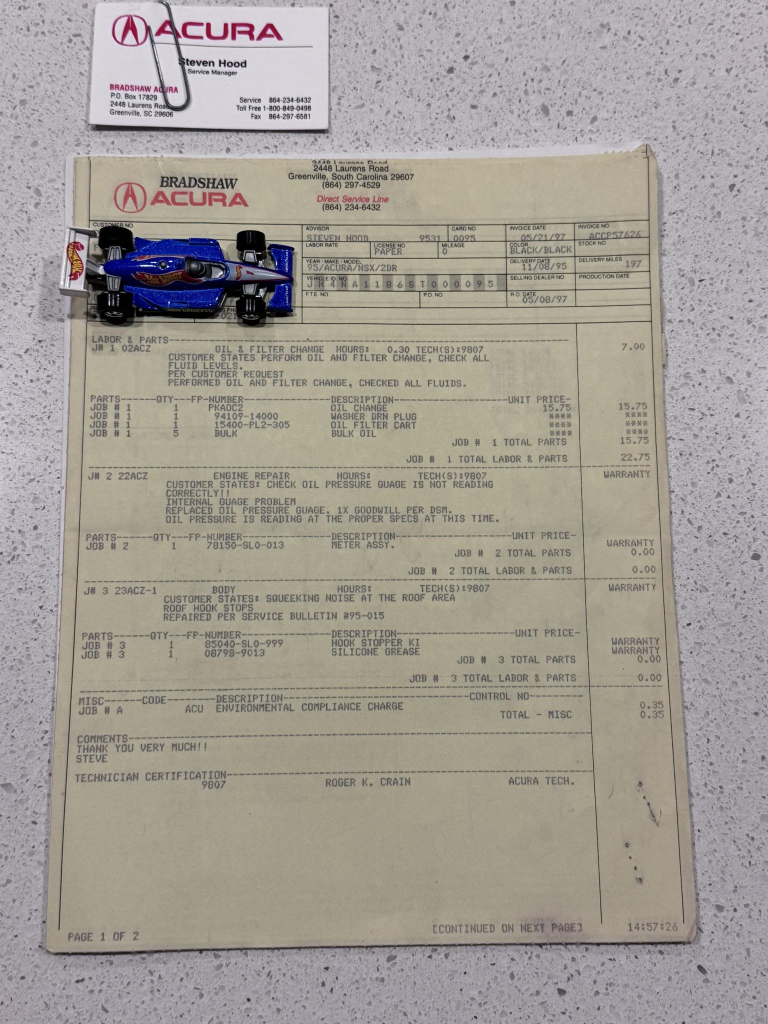 ACURA
Steven Hood
Service Manager
BRADSHAW ACURA
P.O. Box 17829
2448 Laurens Road
Greenville, SC 29606
Service 864-234-6432
Toll Free 1-800-849-0498
Fax 864-297-6581
2448 Laurens Road
Greenville, South Carolina 29607
(864) 297-4529
Direct Service Line
(864) 234-6432
BRADSHAW
ACURA
CUSTOMER NO.
ADVISOR CARD NO. INVOICE DATE INVOICE NO.
STEVEN HOOD 9531 0095 05/21/97 ACCP57626
LABOR RATE LICENSE NO. MILEAGE COLOR STOCK NO.
PAPER 0 BLACK/BLACK
YEAR / MAKE / MODEL DELIVERY DATE DELIVERY MILES
95/ACURA/NSX/2DR 11/08/95 197
VEHICLE I.D. NO. SELLING DEALER NO. PRODUCTION DATE
F.T.E. NO. P.O. NO. R.O. DATE
05/08/97
Hot Wheels
LABOR & PARTS
J# 1 02ACZ OIL & FILTER CHANGE HOURS: 0.30 TECH(S):9807 7.00
CUSTOMER STATES PERFORM OIL AND FILTER CHANGE, CHECK ALL
FLUID LEVELS.
PER CUSTOMER REQUEST
PERFORMED OIL AND FILTER CHANGE, CHECKED ALL FLUIDS.
PARTS------QTY---FP-NUMBER---------------DESCRIPTION--------------------UNIT PRICE-
JOB # 1 1 PKAOC2 OIL CHANGE 15.75 15.75
JOB # 1 1 94109-14000 WASHER DRN PLUG **** ****
JOB # 1 1 15400-PL2-305 OIL FILTER CART **** ****
JOB # 1 5 BULK BULK OIL **** ****
JOB # 1 TOTAL PARTS 15.75
JOB # 1 TOTAL LABOR & PARTS 22.75
J# 2 22ACZ ENGINE REPAIR HOURS: TECH(S):9807 WARRANTY
CUSTOMER STATES: CHECK OIL PRESSURE GUAGE IS NOT READING
CORRECTLY!!
INTERNAL GUAGE PROBLEM
REPLACED OIL PRESSURE GUAGE, 1X GOODWILL PER DSM.
OIL PRESSURE IS READING AT THE PROPER SPECS AT THIS TIME.
PARTS------QTY---FP-NUMBER---------------DESCRIPTION--------------------UNIT PRICE-
JOB # 2 1 78150-SL0-013 METER ASSY. WARRANTY
JOB # 2 TOTAL PARTS 0.00
JOB # 2 TOTAL LABOR & PARTS 0.00
J# 3 23ACZ-1 BODY HOURS: TECH(S):9807 WARRANTY
CUSTOMER STATES: SQUEEKING NOISE AT THE ROOF AREA
ROOF HOOK STOPS
REPAIRED PER SERVICE BULLETIN #95-015
PARTS------QTY---FP-NUMBER---------------DESCRIPTION--------------------UNIT PRICE-
JOB # 3 1 85040-SL0-999 HOOK STOPPER KI WARRANTY
JOB # 3 1 08798-9013 SILICONE GREASE WARRANTY
JOB # 3 TOTAL PARTS 0.00
JOB # 3 TOTAL LABOR & PARTS 0.00
MISC------CODE------DESCRIPTION--------------------CONTROL NO--------
JOB # A ACU ENVIRONMENTAL COMPLIANCE CHARGE 0.35
TOTAL - MISC 0.35
COMMENTS
THANK YOU VERY MUCH!!
STEVE
TECHNICIAN CERTIFICATION
9807 ROGER K. CRAIN ACURA TECH.
PAGE 1 OF 2 [CONTINUED ON NEXT PAGE] 14:57:26